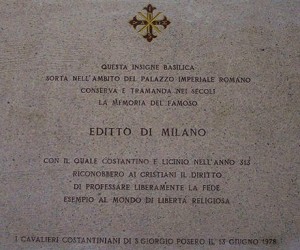 QUESTA INSIGNE BASILICA
SORTA NELL'AMBITO DEL PALAZZO IMPERIALE ROMANO
CONSERVA E TRAMANDA NEI SECOLI
LA MEMORIA DEL FAMOSO
EDITTO DI MILANO
CON IL QUALE COSTANTINO E LICINIO NELL'ANNO 313
RICONOBBERO AI CRISTIANI IL DIRITTO
DI PROFESSARE LIBERAMENTE LA FEDE
ESEMPIO AL MONDO DI LIBERTÀ RELIGIOSA
I CAVALIERI COSTANTINIANI DI S. GIORGIO POSERO IL 13 GIUGNO 1975